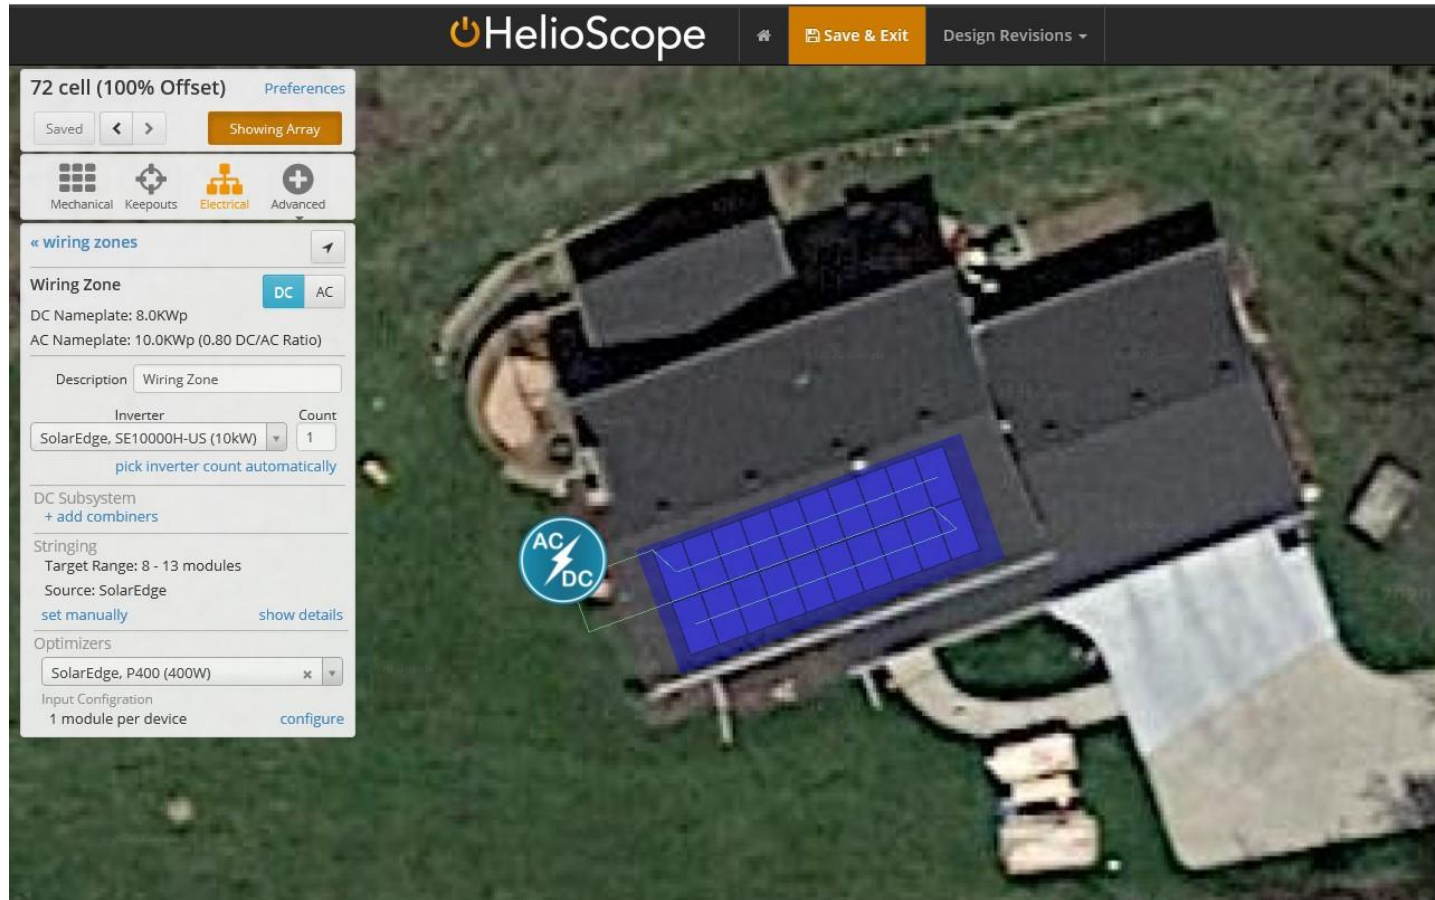 HelioScope
Save & Exit
Design Revisions
72 cell (100% Offset)
Preferences
Saved
Showing Array
Mechanical
Keepouts
Electrical
Advanced
« wiring zones
Wiring Zone
DC
AC
DC Nameplate: 8.0KWp
AC Nameplate: 10.0KWp (0.80 DC/AC Ratio)
Description
Wiring Zone
Inverter
Count
SolarEdge, SE10000H-US (10kW)
1
pick inverter count automatically
DC Subsystem
+ add combiners
Stringing
Target Range: 8 - 13 modules
Source: SolarEdge
set manually
show details
Optimizers
SolarEdge, P400 (400W)
Input Configration
1 module per device
configure
AC
DC